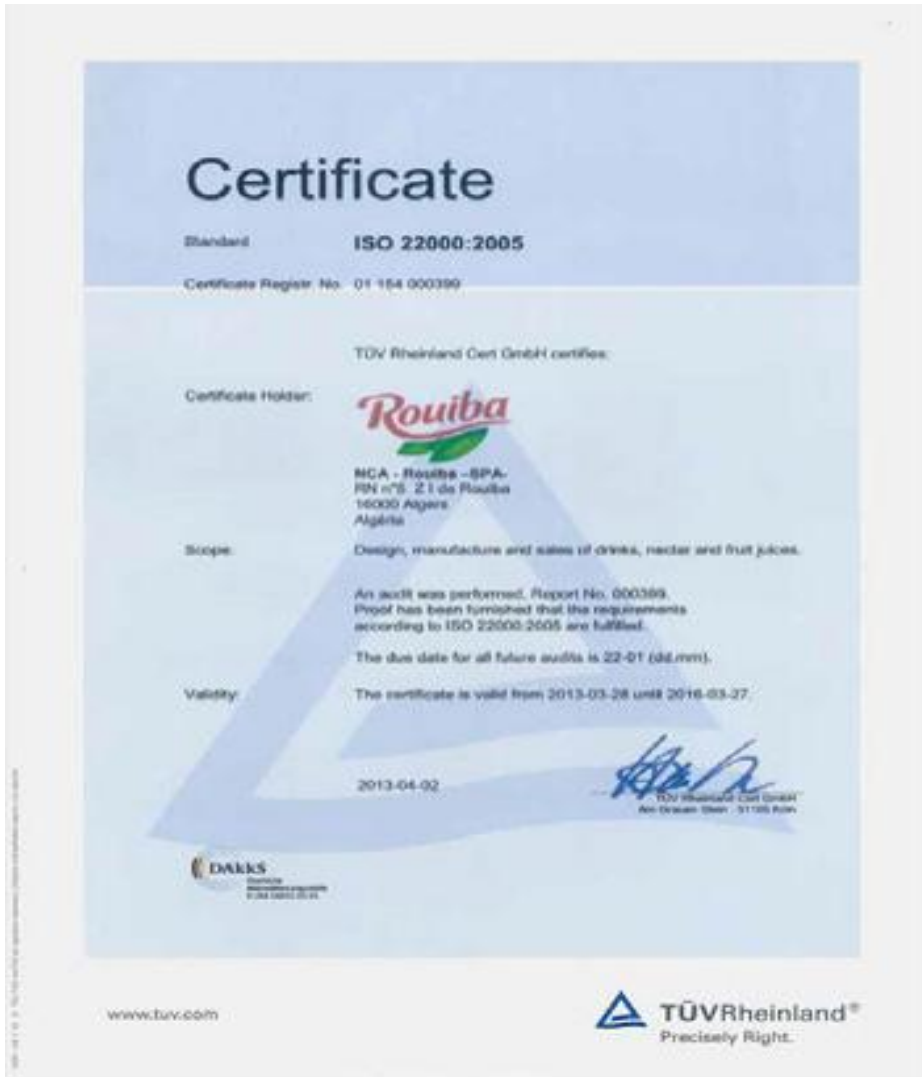 Certificate
Standard ISO 22000:2005
Certificate Registr. No. 01 154 000399
TÜV Rheinland Cert GmbH certifies:
Certificate Holder:
Rouiba
NCA - Rouiba -SPA-
RN n°5 Z I de Rouiba
16000 Algers
Algéria
Scope: Design, manufacture and sales of drinks, nectar and fruit juices.
An audit was performed, Report No. 000399.
Proof has been furnished that the requirements
according to ISO 22000:2005 are fulfilled.
The due date for all future audits is 22-01 (dd.mm).
Validity: The certificate is valid from 2013-03-28 until 2016-03-27.
2013-04-02
TÜV Rheinland Cert GmbH
Am Grauen Stein · 51105 Köln
DAkkS
Deutsche
Akkreditierungsstelle
www.tuv.com
TÜVRheinland®
Precisely Right.